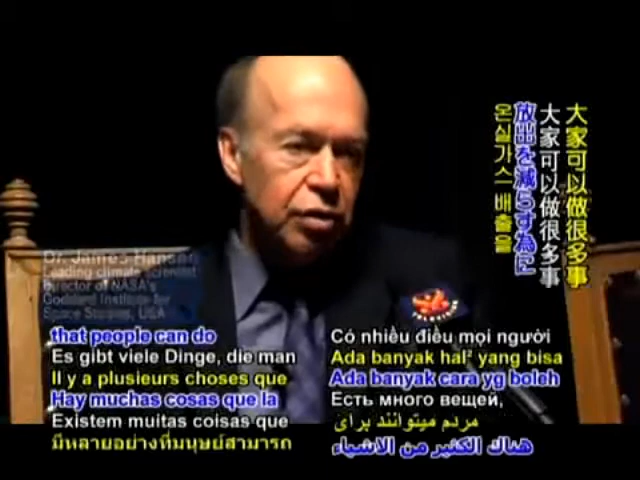 Dr. James Hansen
Leading climate scientist
Director of NASA's
Goddard Institute for
Space Studies, USA
大家可以做很多事
大家可以做很多事
放出を減らす為に
온실가스 배출을
that people can do
Es gibt viele Dinge, die man
Il y a plusieurs choses que
Hay muchas cosas que la
Existem muitas coisas que
มีหลายอย่างที่มนุษย์สามารถ
Có nhiều điều mọi người
Ada banyak hal² yang bisa
Ada banyak cara yg boleh
Есть много вещей,
مردم میتوانند برای
هناك الكثير من الاشياء